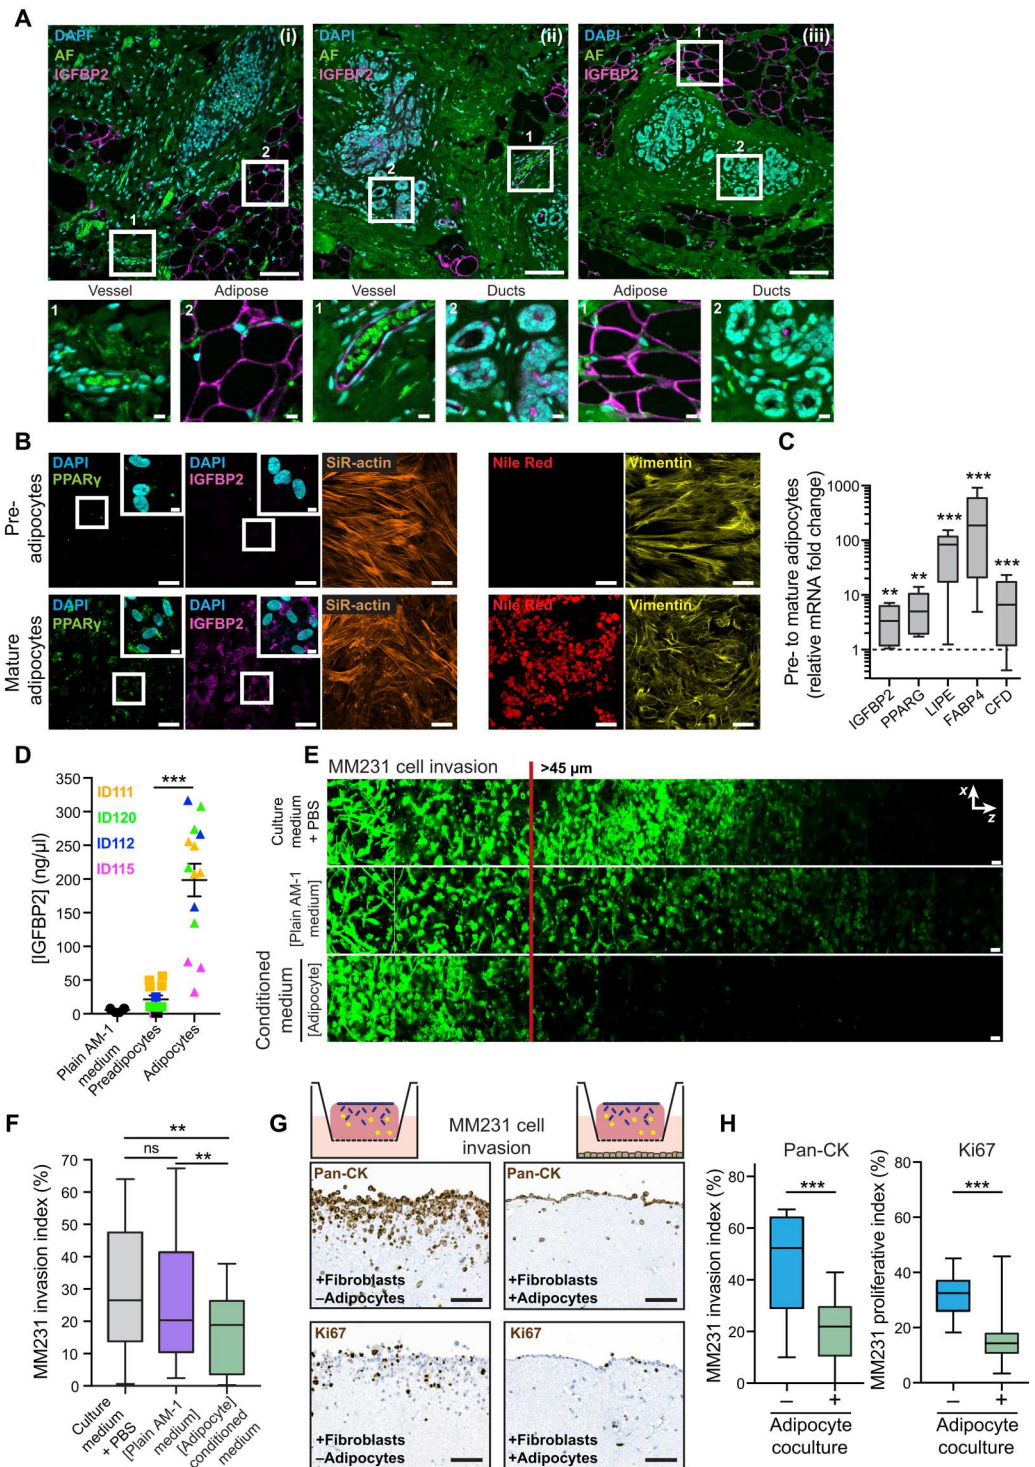 A
DAPI
AF
IGFBP2
(i)
1
2
DAPI
AF
IGFBP2
(ii)
1
2
DAPI
AF
IGFBP2
(iii)
1
2
Vessel
Adipose
Vessel
Ducts
Adipose
Ducts
1
2
1
2
1
2
B
Pre-
adipocytes
DAPI
PPARγ
DAPI
IGFBP2
SiR-actin
Nile Red
Vimentin
Mature
adipocytes
DAPI
PPARγ
DAPI
IGFBP2
SiR-actin
Nile Red
Vimentin
C
Pre- to mature adipocytes
(relative mRNA fold change)
1000
100
10
1
**
**
***
***
***
IGFBP2
PPARG
LIPE
FABP4
CFD
D
[IGFBP2] (ng/µl)
350
300
250
200
150
100
50
0
***
ID111
ID120
ID112
ID115
Plain AM-1
medium
Preadipocytes
Adipocytes
E
MM231 cell invasion
>45 µm
x
z
Culture
medium
+ PBS
[Plain AM-1
medium]
Conditioned
medium
[Adipocyte]
F
MM231 invasion index (%)
70
60
50
40
30
20
10
0
**
ns
**
Culture
medium
+ PBS
[Plain AM-1
medium]
[Adipocyte]
conditioned
medium
G
MM231 cell
invasion
Pan-CK
+Fibroblasts
–Adipocytes
Pan-CK
+Fibroblasts
+Adipocytes
Ki67
+Fibroblasts
–Adipocytes
Ki67
+Fibroblasts
+Adipocytes
H
Pan-CK
MM231 invasion index (%)
80
60
40
20
0
***
– +
Adipocyte
coculture
Ki67
MM231 proliferative index (%)
80
60
40
20
0
***
– +
Adipocyte
coculture